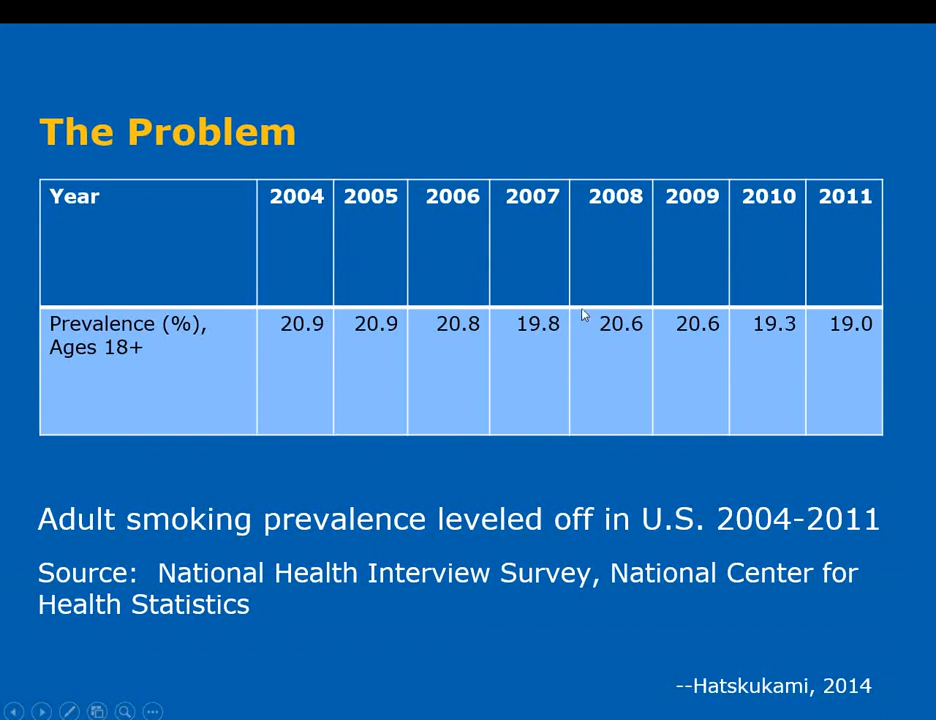 The Problem
Year 2004 2005 2006 2007 2008 2009 2010 2011
Prevalence (%), 20.9 20.9 20.8 19.8 20.6 20.6 19.3 19.0
Ages 18+
Adult smoking prevalence leveled off in U.S. 2004-2011
Source: National Health Interview Survey, National Center for
Health Statistics
--Hatskukami, 2014